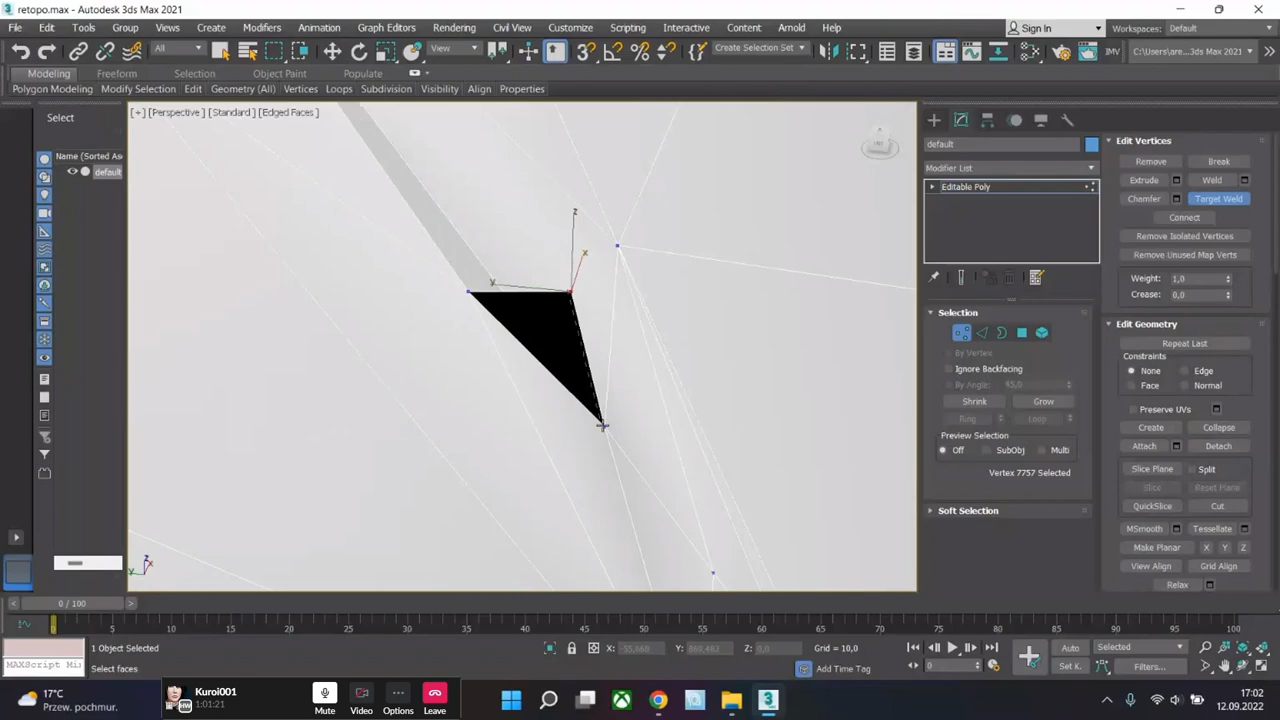 retopo.max - Autodesk 3ds Max 2021
File Edit Tools Group Views Create Modifiers Animation Graph Editors Rendering Civil View Customize Scripting Interactive Content Arnold Sign In Workspaces: Default
All View Create Selection Set C:\Users\are...3ds Max 2021
Modeling Freeform Selection Object Paint Populate
Polygon Modeling Modify Selection Edit Geometry (All) Vertices Loops Subdivision Visibility Align Properties
[+] [Perspective] [Standard] [Edged Faces]
Select
Name (Sorted As
default
z
x
y
z
x
y
default
Modifier List
Editable Poly
Selection
By Vertex
Ignore Backfacing
By Angle: 45,0
Shrink Grow
Ring Loop
Preview Selection
Off SubObj Multi
Vertex 7757 Selected
Soft Selection
Edit Vertices
Remove Break
Extrude Weld
Chamfer Target Weld
Connect
Remove Isolated Vertices
Remove Unused Map Verts
Weight: 1,0
Crease: 0,0
Edit Geometry
Repeat Last
Constraints
None Edge
Face Normal
Preserve UVs
Create Collapse
Attach Detach
Slice Plane Split
Slice Reset Plane
QuickSlice Cut
MSmooth Tessellate
Make Planar X Y Z
View Align Grid Align
Relax
0 / 100
0 5 10 15 20 25 30 35 40 45 50 55 60 65 70 75 80 85 90 95 100
1 Object Selected X: -55,468 Y: 869,482 Z: 0,0 Grid = 10,0 Auto Selected
MAXScript Mi Select faces Add Time Tag 0 Set K. Filters...
17°C
Przew. pochmur.
Kuroi001
1:01:21
Mute Video Options Leave
17:02
12.09.2022